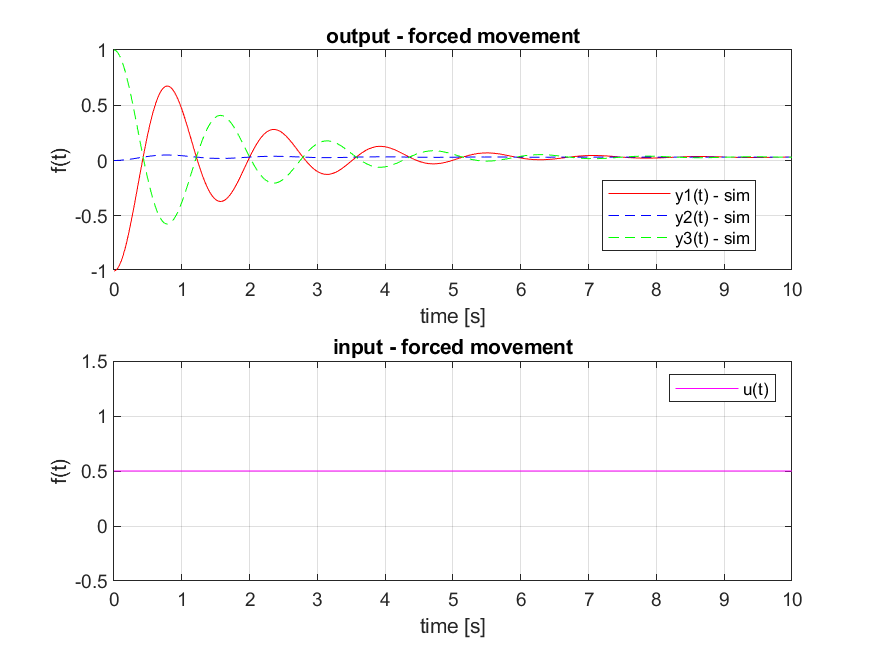 output - forced movement
f(t)
1
0.5
0
-0.5
-1
y1(t) - sim
y2(t) - sim
y3(t) - sim
0 1 2 3 4 5 6 7 8 9 10
time [s]
input - forced movement
f(t)
1.5
1
0.5
0
-0.5
u(t)
0 1 2 3 4 5 6 7 8 9 10
time [s]